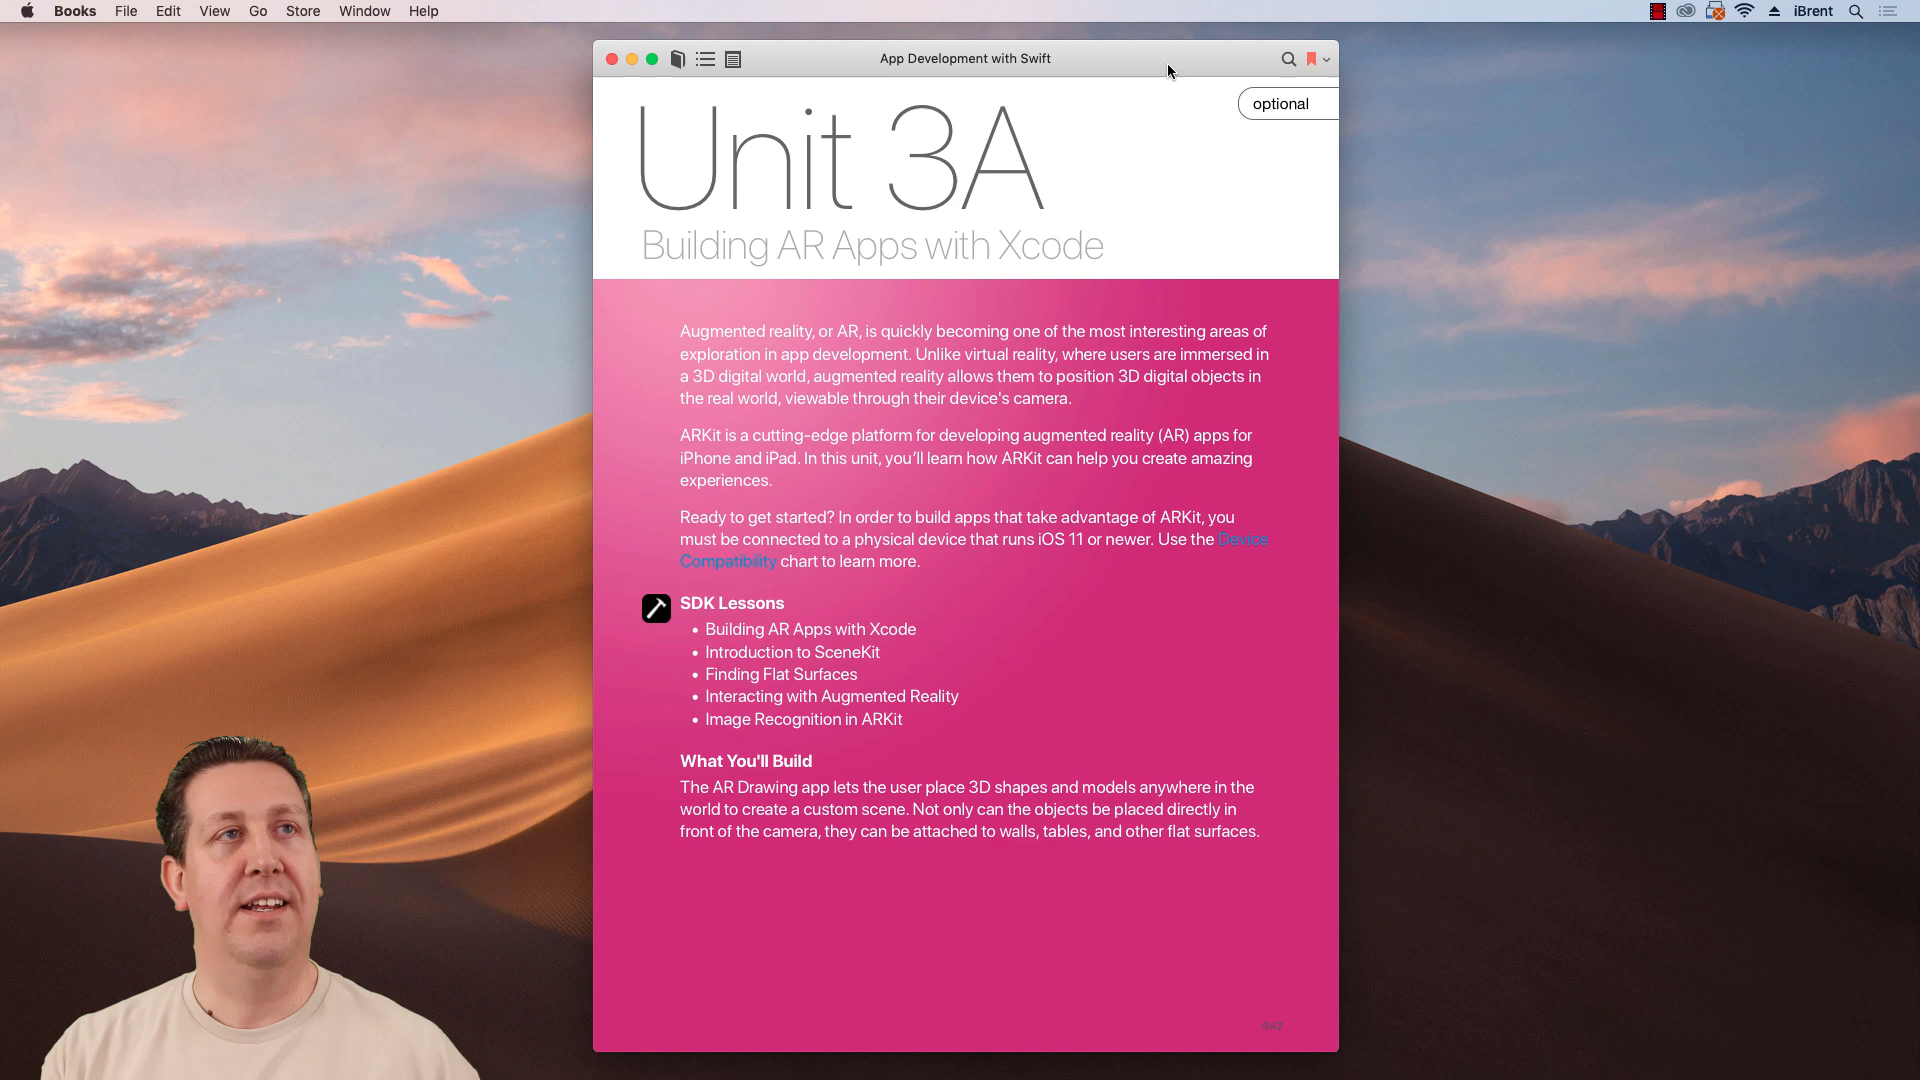 Books File Edit View Go Store Window Help
iBrent
App Development with Swift
optional
Unit 3A
Building AR Apps with Xcode
Augmented reality, or AR, is quickly becoming one of the most interesting areas of
exploration in app development. Unlike virtual reality, where users are immersed in
a 3D digital world, augmented reality allows them to position 3D digital objects in
the real world, viewable through their device's camera.
ARKit is a cutting-edge platform for developing augmented reality (AR) apps for
iPhone and iPad. In this unit, you'll learn how ARKit can help you create amazing
experiences.
Ready to get started? In order to build apps that take advantage of ARKit, you
must be connected to a physical device that runs iOS 11 or newer. Use the Device
Compatibility chart to learn more.
SDK Lessons
• Building AR Apps with Xcode
• Introduction to SceneKit
• Finding Flat Surfaces
• Interacting with Augmented Reality
• Image Recognition in ARKit
What You'll Build
The AR Drawing app lets the user place 3D shapes and models anywhere in the
world to create a custom scene. Not only can the objects be placed directly in
front of the camera, they can be attached to walls, tables, and other flat surfaces.
442